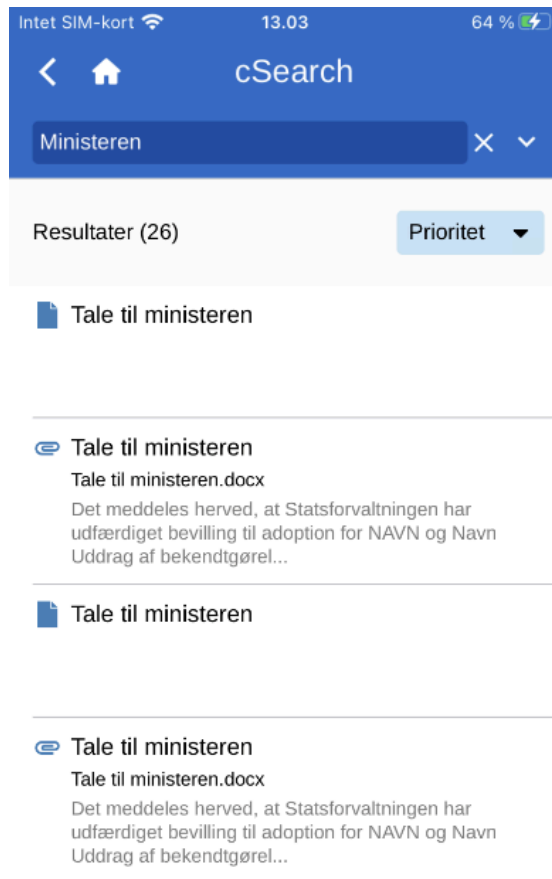 Intet SIM-kort 13.03 64 %
cSearch
Ministeren
Resultater (26) Prioritet
Tale til ministeren
Tale til ministeren
Tale til ministeren.docx
Det meddeles herved, at Statsforvaltningen har
udfærdiget bevilling til adoption for NAVN og Navn
Uddrag af bekendtgørel...
Tale til ministeren
Tale til ministeren
Tale til ministeren.docx
Det meddeles herved, at Statsforvaltningen har
udfærdiget bevilling til adoption for NAVN og Navn
Uddrag af bekendtgørel...